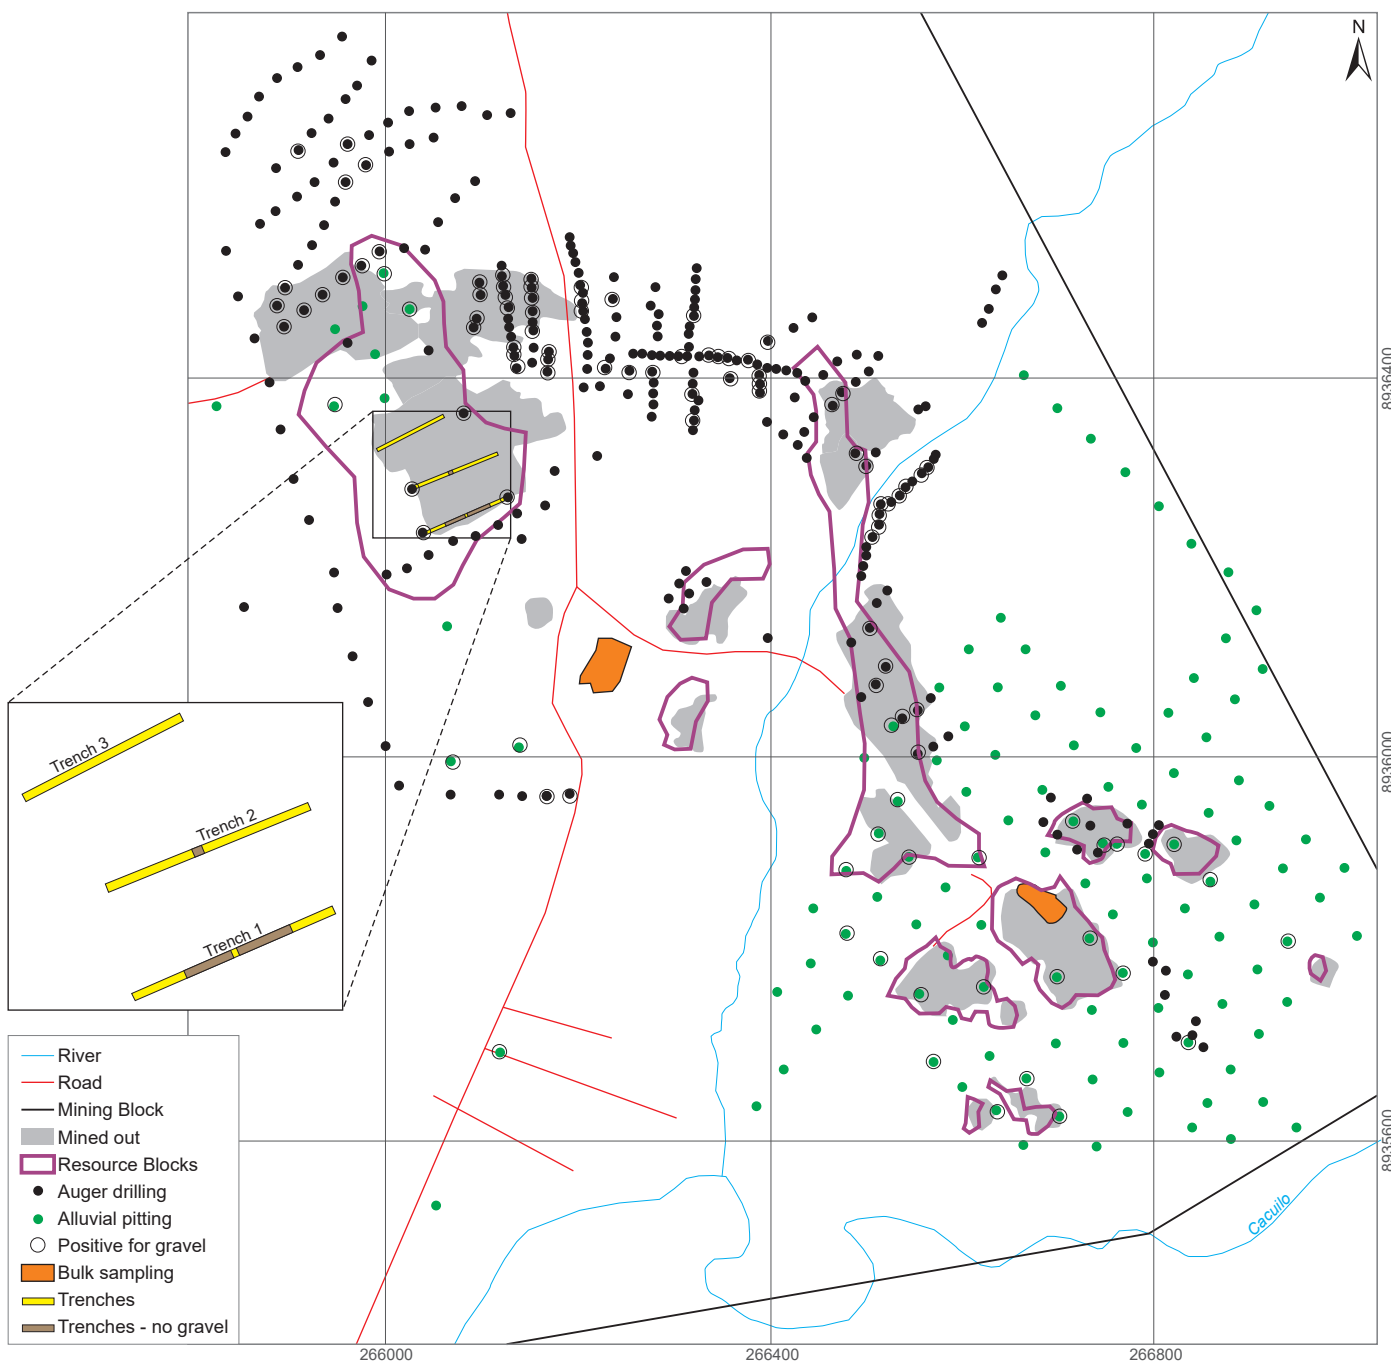 N
8936400
Trench 3
Trench 2
Trench 1
8936000
River
Road
Mining Block
Mined out
Resource Blocks
Auger drilling
Alluvial pitting
Positive for gravel
Bulk sampling
Trenches
Trenches - no gravel
8935600
Cacuilo
266000
266400
266800